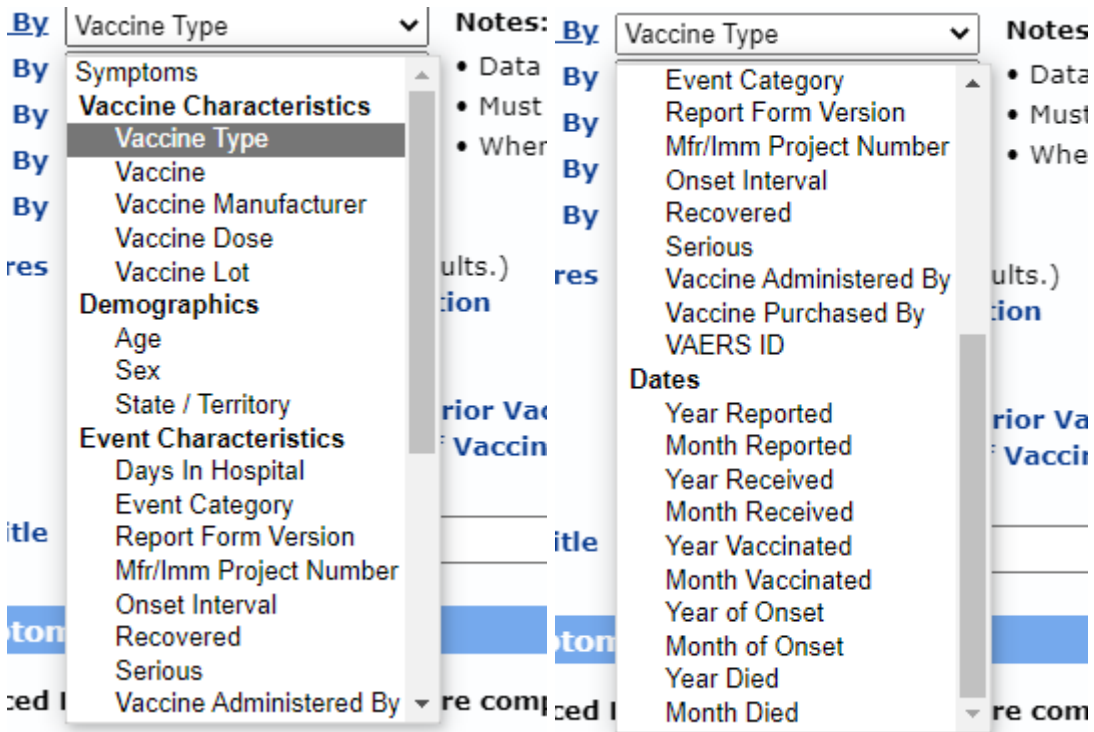 By Vaccine Type Notes:
By Symptoms • Data
Vaccine Characteristics
By Vaccine Type • Must
By Vaccine • Wher
By Vaccine Manufacturer
Vaccine Dose
res Vaccine Lot ults.)
Demographics tion
Age
Sex
State / Territory rior Vac
Event Characteristics Vaccin
Days In Hospital
Event Category
itle Report Form Version
Mfr/Imm Project Number
Onset Interval
ptom Recovered
Serious
ced Vaccine Administered By re comp
By Vaccine Type Notes
By Event Category • Data
By Report Form Version • Must
Mfr/Imm Project Number • Whe
By Onset Interval
By Recovered
Serious
res Vaccine Administered By ults.)
Vaccine Purchased By tion
VAERS ID
Dates
Year Reported rior Va
Month Reported Vaccin
Year Received
Month Received
itle Year Vaccinated
Month Vaccinated
Year of Onset
ptom Month of Onset
Year Died
ced Month Died re com